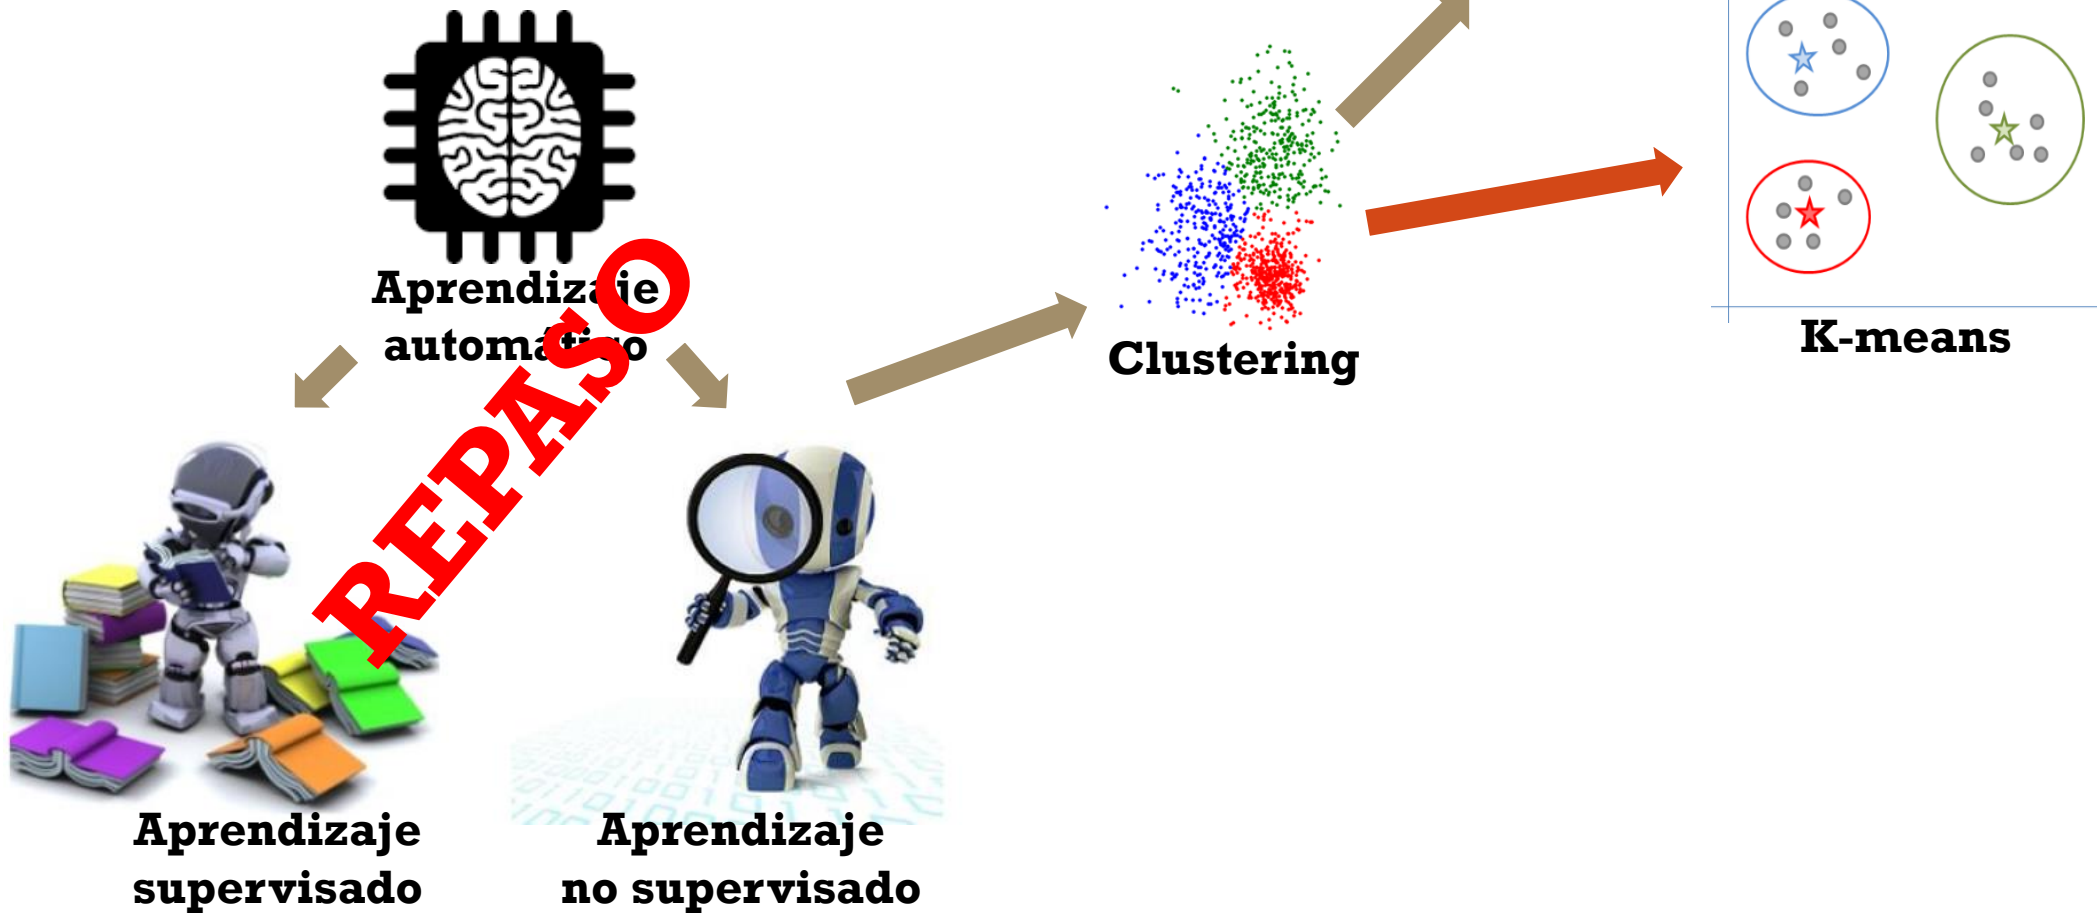 Aprendizaje
automático
REPASO
Clustering
K-means
Aprendizaje
supervisado
Aprendizaje
no supervisado